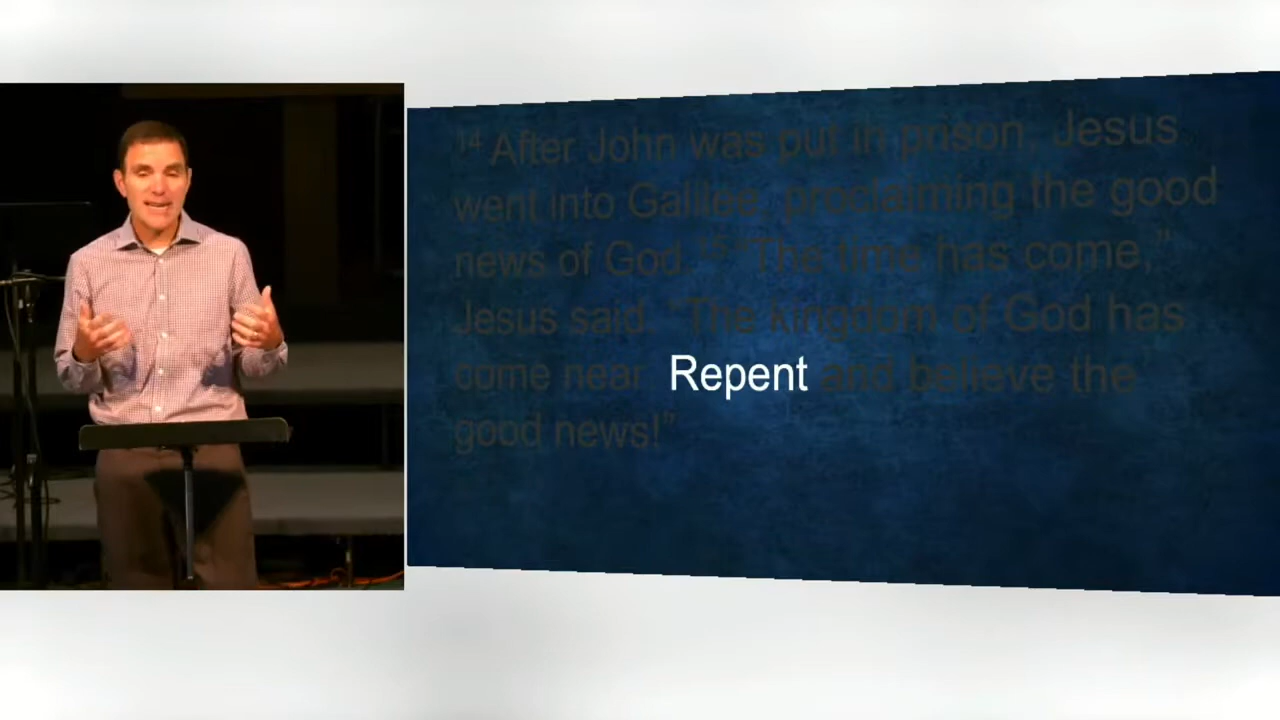 14 After John was put in prison, Jesus
went into Galilee, proclaiming the good
news of God. 15 “The time has come,”
Jesus said. “The kingdom of God has
come near. Repent and believe the
good news!”